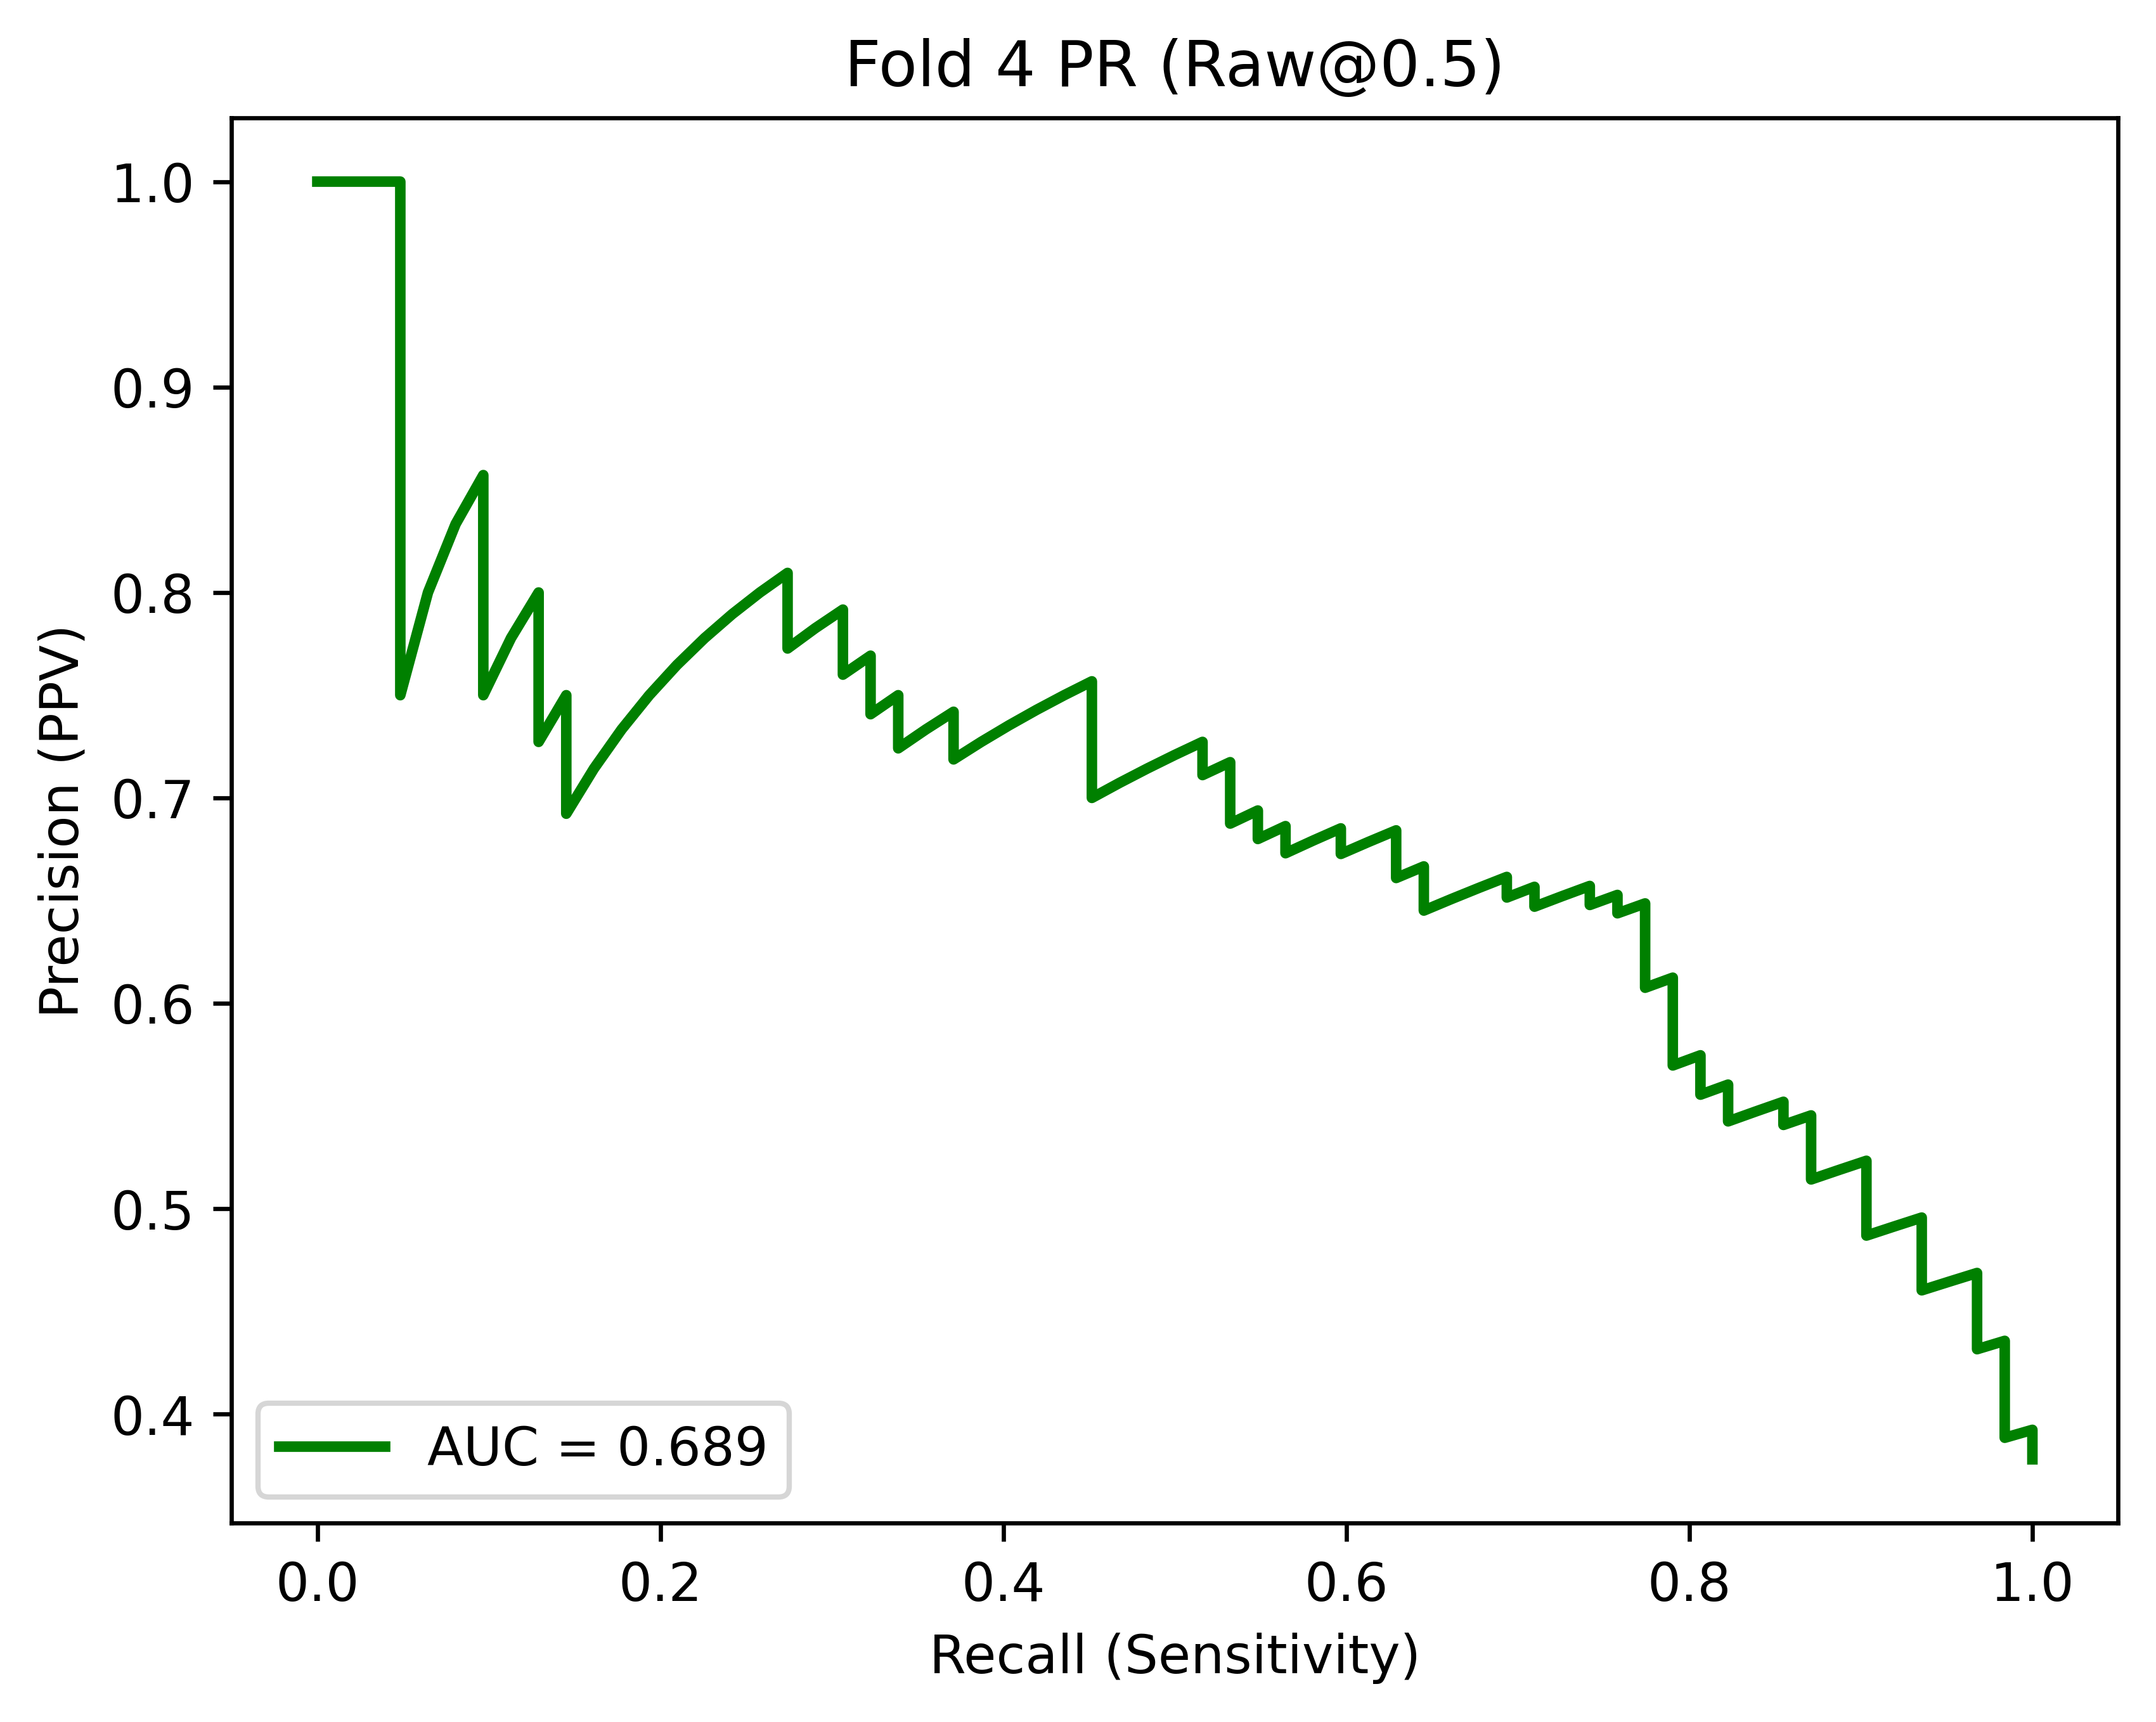 Fold 4 PR (Raw@0.5)
Precision (PPV)
1.0
0.9
0.8
0.7
0.6
0.5
0.4
AUC = 0.689
0.0 0.2 0.4 0.6 0.8 1.0
Recall (Sensitivity)